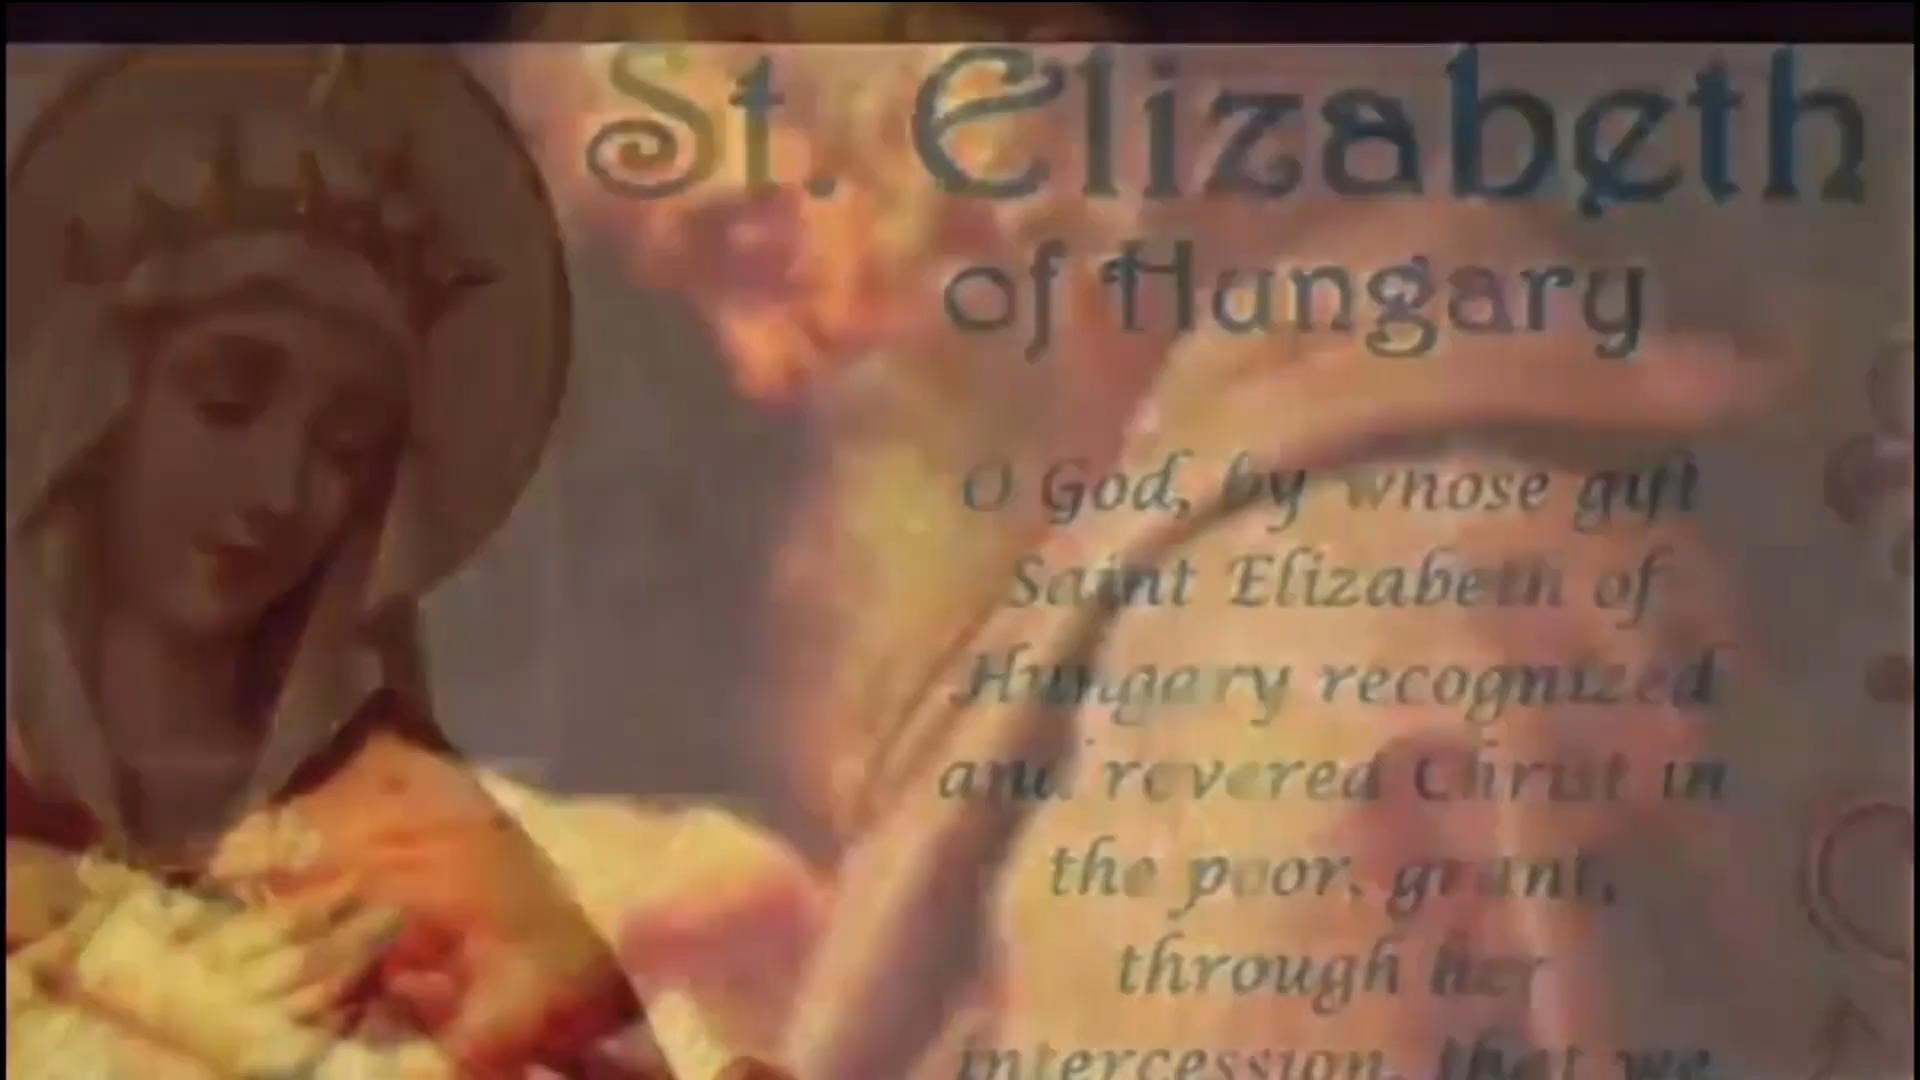 St. Elizabeth
of Hungary
O God, by whose gift
Saint Elizabeth of
Hungary recognized
and revered Christ in
the poor, grant,
through her
intercession, that we